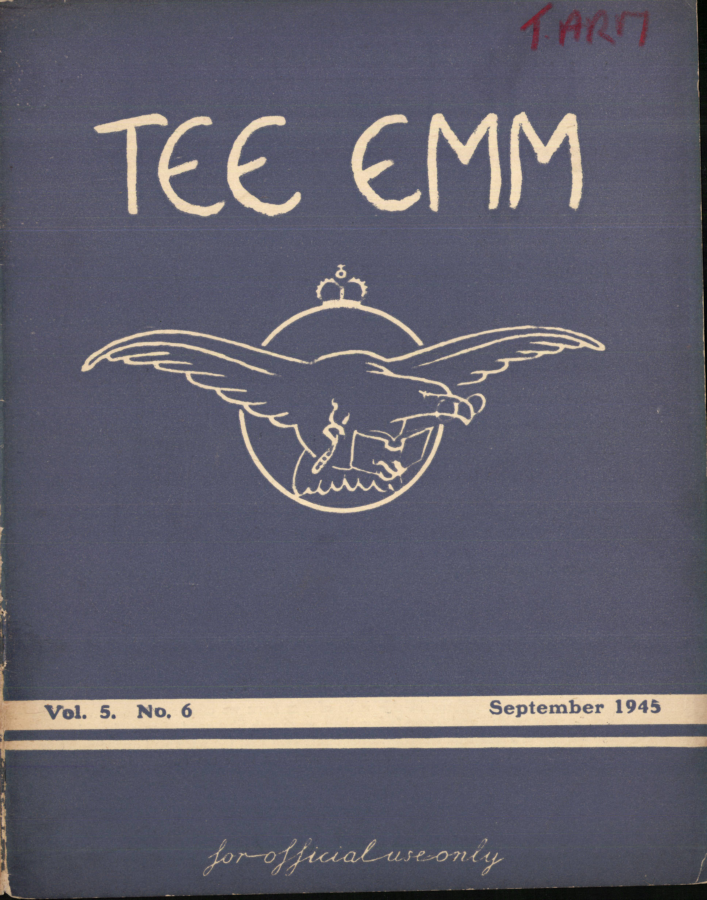 TARM
TEE EMM
Vol. 5. No. 6 September 1945
for official use only